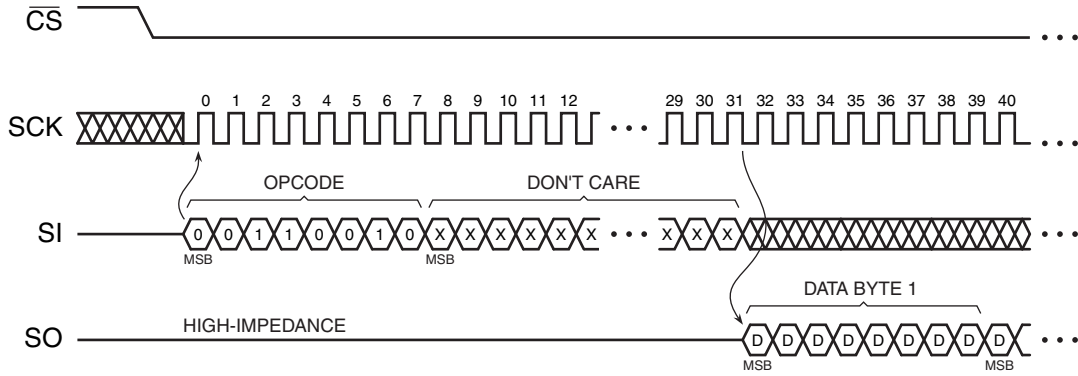 CS
0 1 2 3 4 5 6 7 8 9 10 11 12 29 30 31 32 33 34 35 36 37 38 39 40
SCK
OPCODE DON'T CARE
SI 0 0 1 1 0 0 1 0 X X X X X X X X X
MSB MSB
DATA BYTE 1
HIGH-IMPEDANCE
SO D D D D D D D D D
MSB MSB